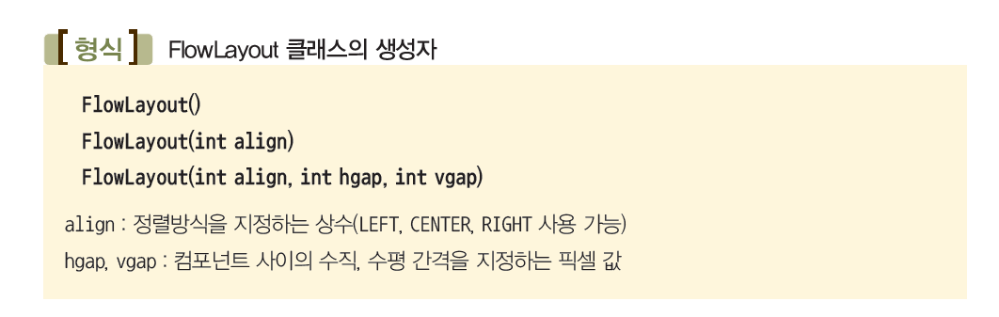 [형식] FlowLayout 클래스의 생성자
FlowLayout()
FlowLayout(int align)
FlowLayout(int align, int hgap, int vgap)
align : 정렬방식을 지정하는 상수(LEFT, CENTER, RIGHT 사용 가능)
hgap, vgap : 컴포넌트 사이의 수직, 수평 간격을 지정하는 픽셀 값